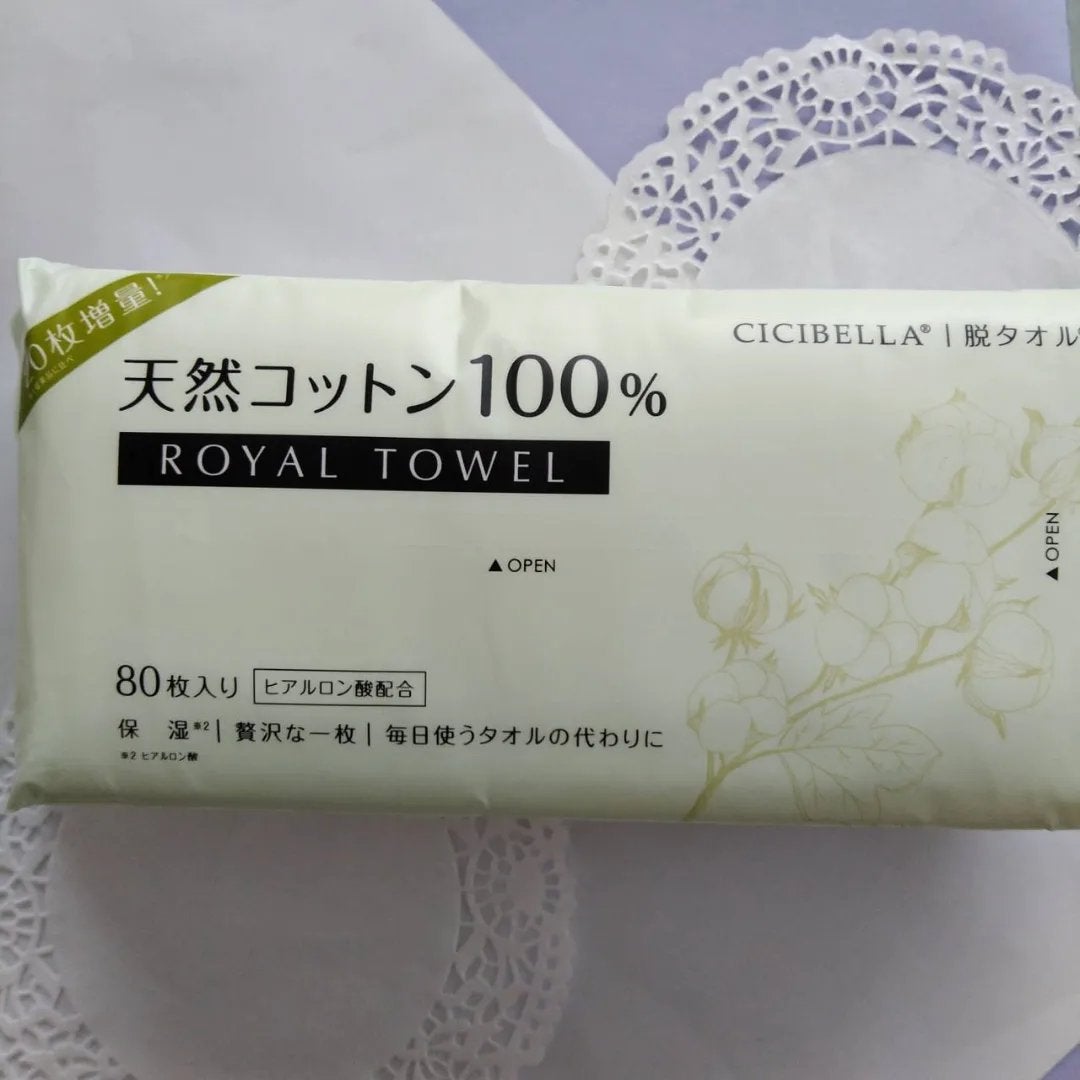 20枚増量!
CICIBELLA® | 脱タオル
天然コットン100%
ROYAL TOWEL
▲ OPEN
▲ OPEN
80枚入り ヒアルロン酸配合
保 湿※2 | 贅沢な一枚 | 毎日使うタオルの代わりに
※2 ヒアルロン酸